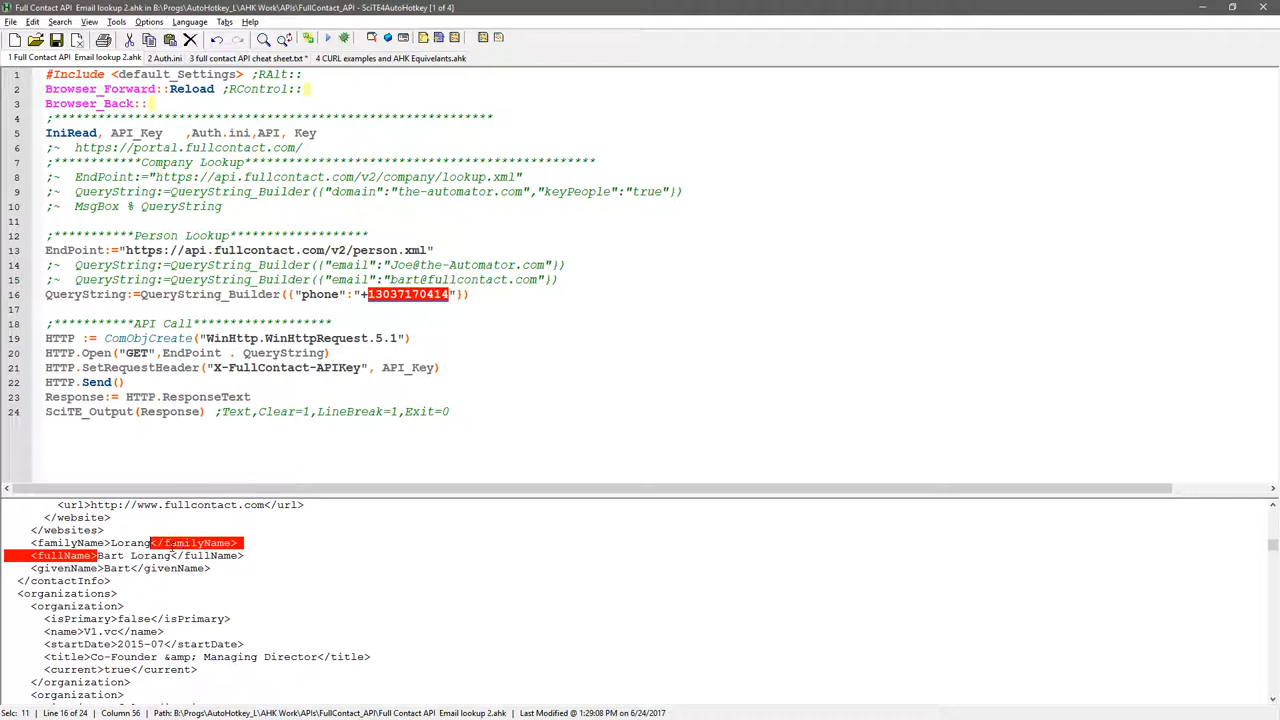 Full Contact API  Email lookup 2.ahk in B:\Progs\AutoHotkey_L\AHK Work\APIs\FullContact_API - SciTE4AutoHotkey [1 of 4]
File Edit Search View Tools Options Language Tabs Help
1 Full Contact API  Email lookup 2.ahk 2 Auth.ini 3 full contact API cheat sheet.txt * 4 CURL examples and AHK Equivelants.ahk
1 #Include <default_Settings> ;RAlt::
2 Browser_Forward::Reload ;RControl::
3 Browser_Back::
4 ;*************************************************************
5 IniRead, API_Key   ,Auth.ini,API, Key
6 ;~  https://portal.fullcontact.com/
7 ;************Company Lookup************************************************
8 ;~  EndPoint:="https://api.fullcontact.com/v2/company/lookup.xml"
9 ;~  QueryString:=QueryString_Builder({"domain":"the-automator.com","keyPeople":"true"})
10 ;~  MsgBox % QueryString
11
12 ;***********Person Lookup*******************
13 EndPoint:="https://api.fullcontact.com/v2/person.xml"
14 ;~  QueryString:=QueryString_Builder({"email":"Joe@the-Automator.com"})
15 ;~  QueryString:=QueryString_Builder({"email":"bart@fullcontact.com"})
16 QueryString:=QueryString_Builder({"phone":"+13037170414"})
17
18 ;***********API Call*******************
19 HTTP := ComObjCreate("WinHttp.WinHttpRequest.5.1")
20 HTTP.Open("GET",EndPoint . QueryString)
21 HTTP.SetRequestHeader("X-FullContact-APIKey", API_Key)
22 HTTP.Send()
23 Response:= HTTP.ResponseText
24 SciTE_Output(Response) ;Text,Clear=1,LineBreak=1,Exit=0
<url>http://www.fullcontact.com</url>
</website>
</websites>
<familyName>Lorang</familyName>
<fullName>Bart Lorang</fullName>
<givenName>Bart</givenName>
</contactInfo>
<organizations>
<organization>
<isPrimary>false</isPrimary>
<name>V1.vc</name>
<startDate>2015-07</startDate>
<title>Co-Founder &amp; Managing Director</title>
<current>true</current>
</organization>
<organization>
Selc: 11 | Line 16 of 24 | Column 56 | Path: B:\Progs\AutoHotkey_L\AHK Work\APIs\FullContact_API\Full Contact API  Email lookup 2.ahk | Last Modified @ 1:29:08 PM on 6/24/2017